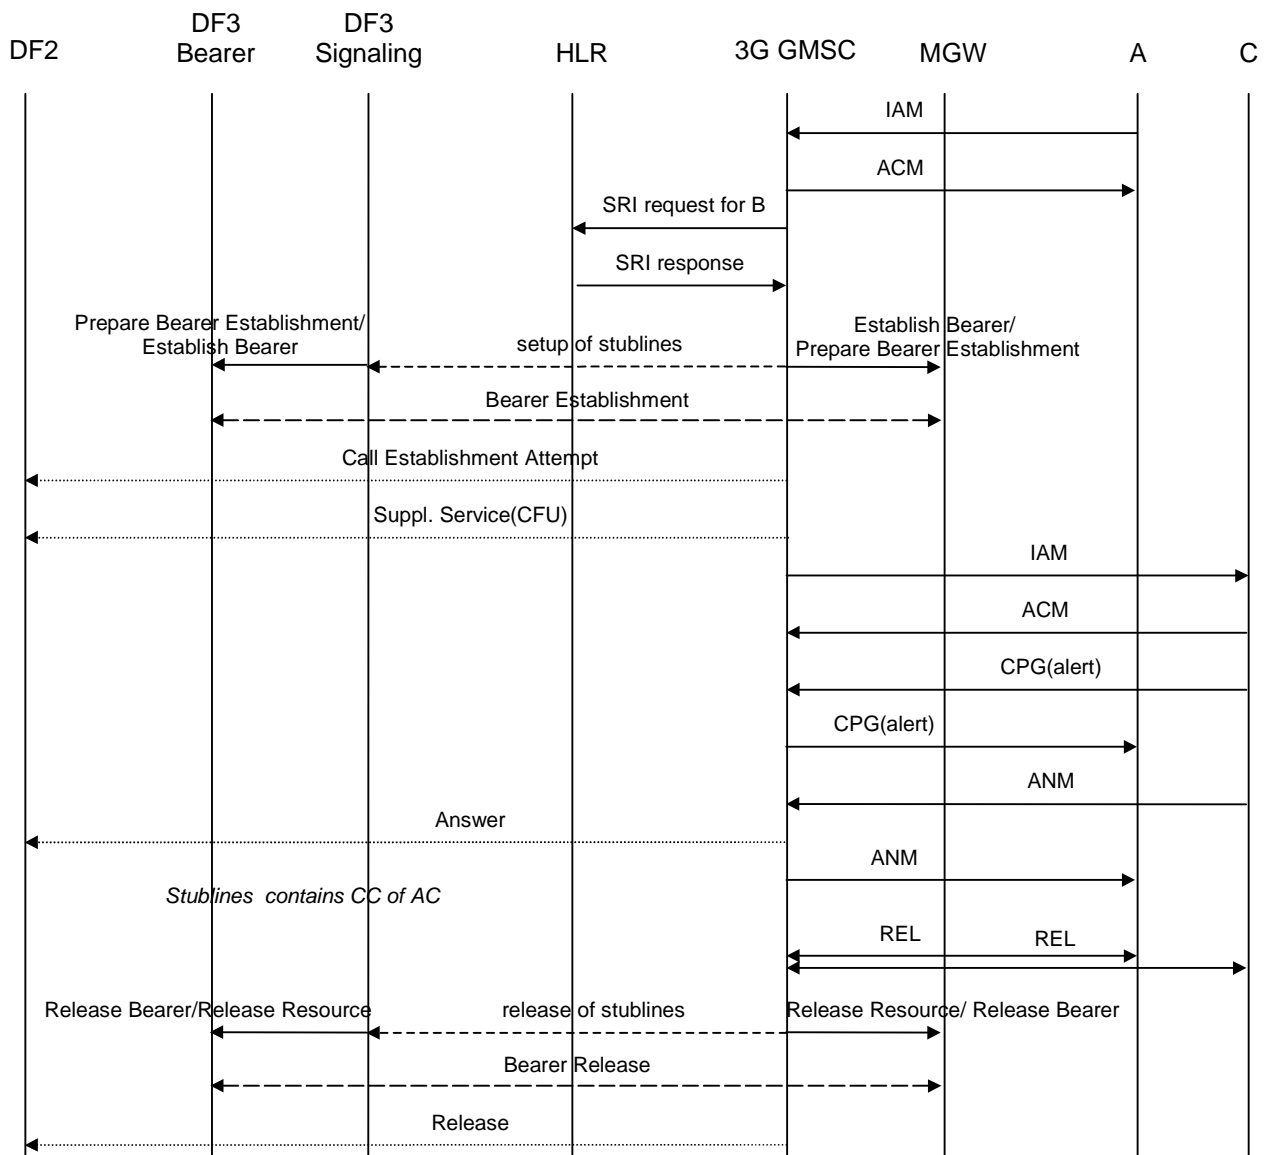 DF2
DF3
Bearer
DF3
Signaling
HLR
3G GMSC
MGW
A
C
IAM
ACM
SRI request for B
SRI response
Prepare Bearer Establishment/
Establish Bearer
setup of stublines
Establish Bearer/
Prepare Bearer Establishment
Bearer Establishment
Call Establishment Attempt
Suppl. Service(CFU)
IAM
ACM
CPG(alert)
CPG(alert)
ANM
Answer
ANM
Stublines contains CC of AC
REL
REL
Release Bearer/Release Resource
release of stublines
Release Resource/ Release Bearer
Bearer Release
Release